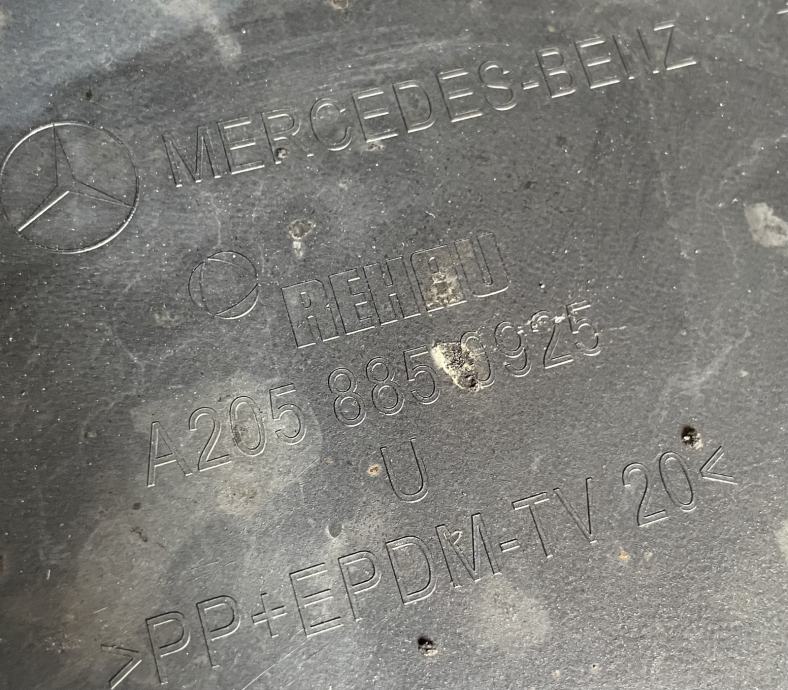 MERCEDES-BENZ
REHAU
A205 885 0925
U
>PP+EPDM-TV 20<